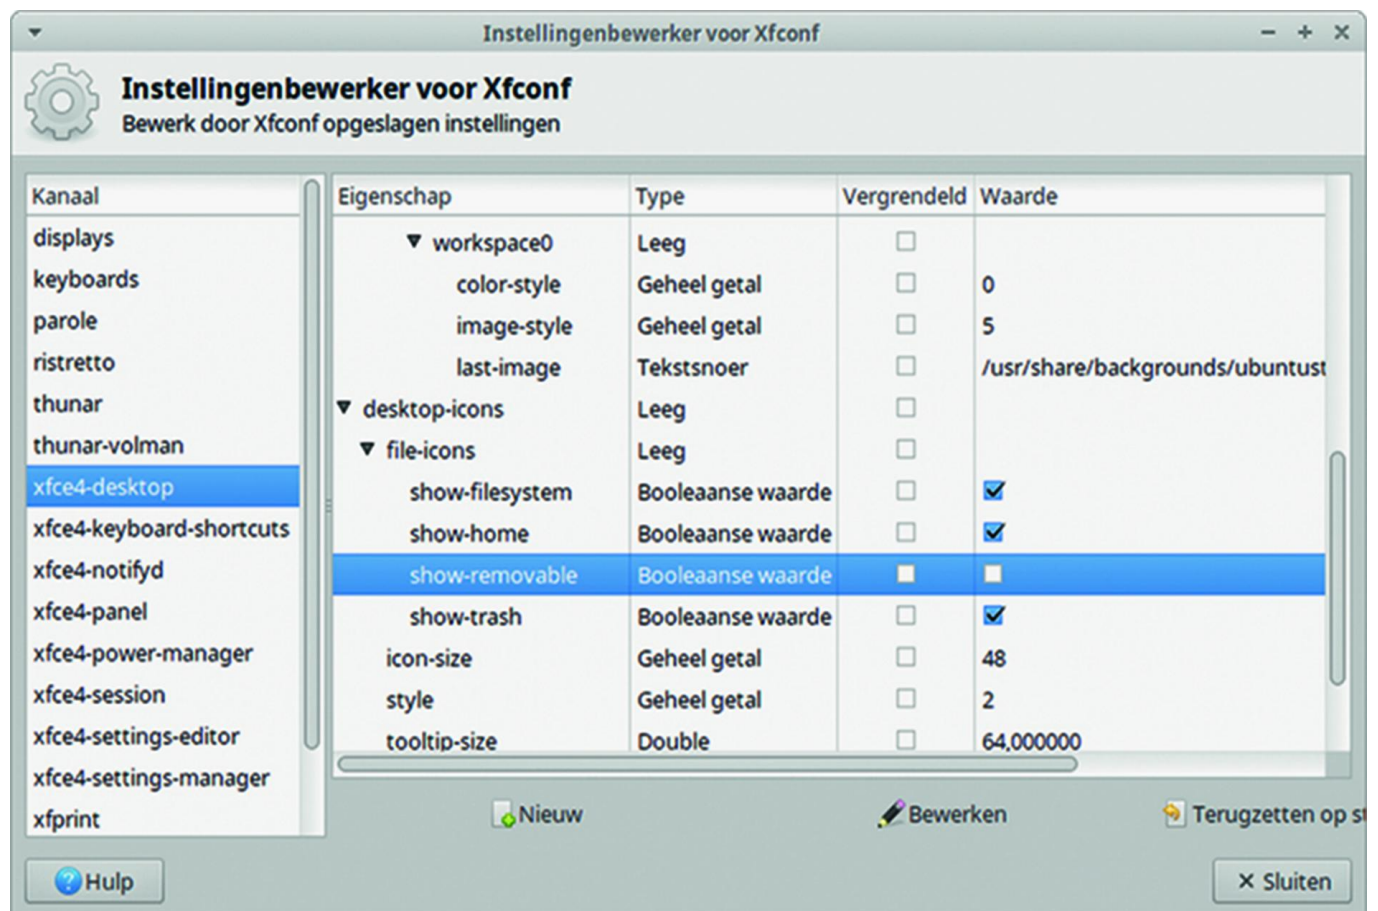 Instellingenbewerker voor Xfconf
Instellingenbewerker voor Xfconf
Bewerk door Xfconf opgeslagen instellingen
Kanaal
displays
keyboards
parole
ristretto
thunar
thunar-volman
xfce4-desktop
xfce4-keyboard-shortcuts
xfce4-notifyd
xfce4-panel
xfce4-power-manager
xfce4-session
xfce4-settings-editor
xfce4-settings-manager
xfprint
Eigenschap Type Vergrendeld Waarde
workspace0 Leeg
color-style Geheel getal 0
image-style Geheel getal 5
last-image Tekstsnoer /usr/share/backgrounds/ubuntust
desktop-icons Leeg
file-icons Leeg
show-filesystem Booleaanse waarde
show-home Booleaanse waarde
show-removable Booleaanse waarde
show-trash Booleaanse waarde
icon-size Geheel getal 48
style Geheel getal 2
tooltip-size Double 64,000000
Nieuw Bewerken Terugzetten op st
Hulp Sluiten